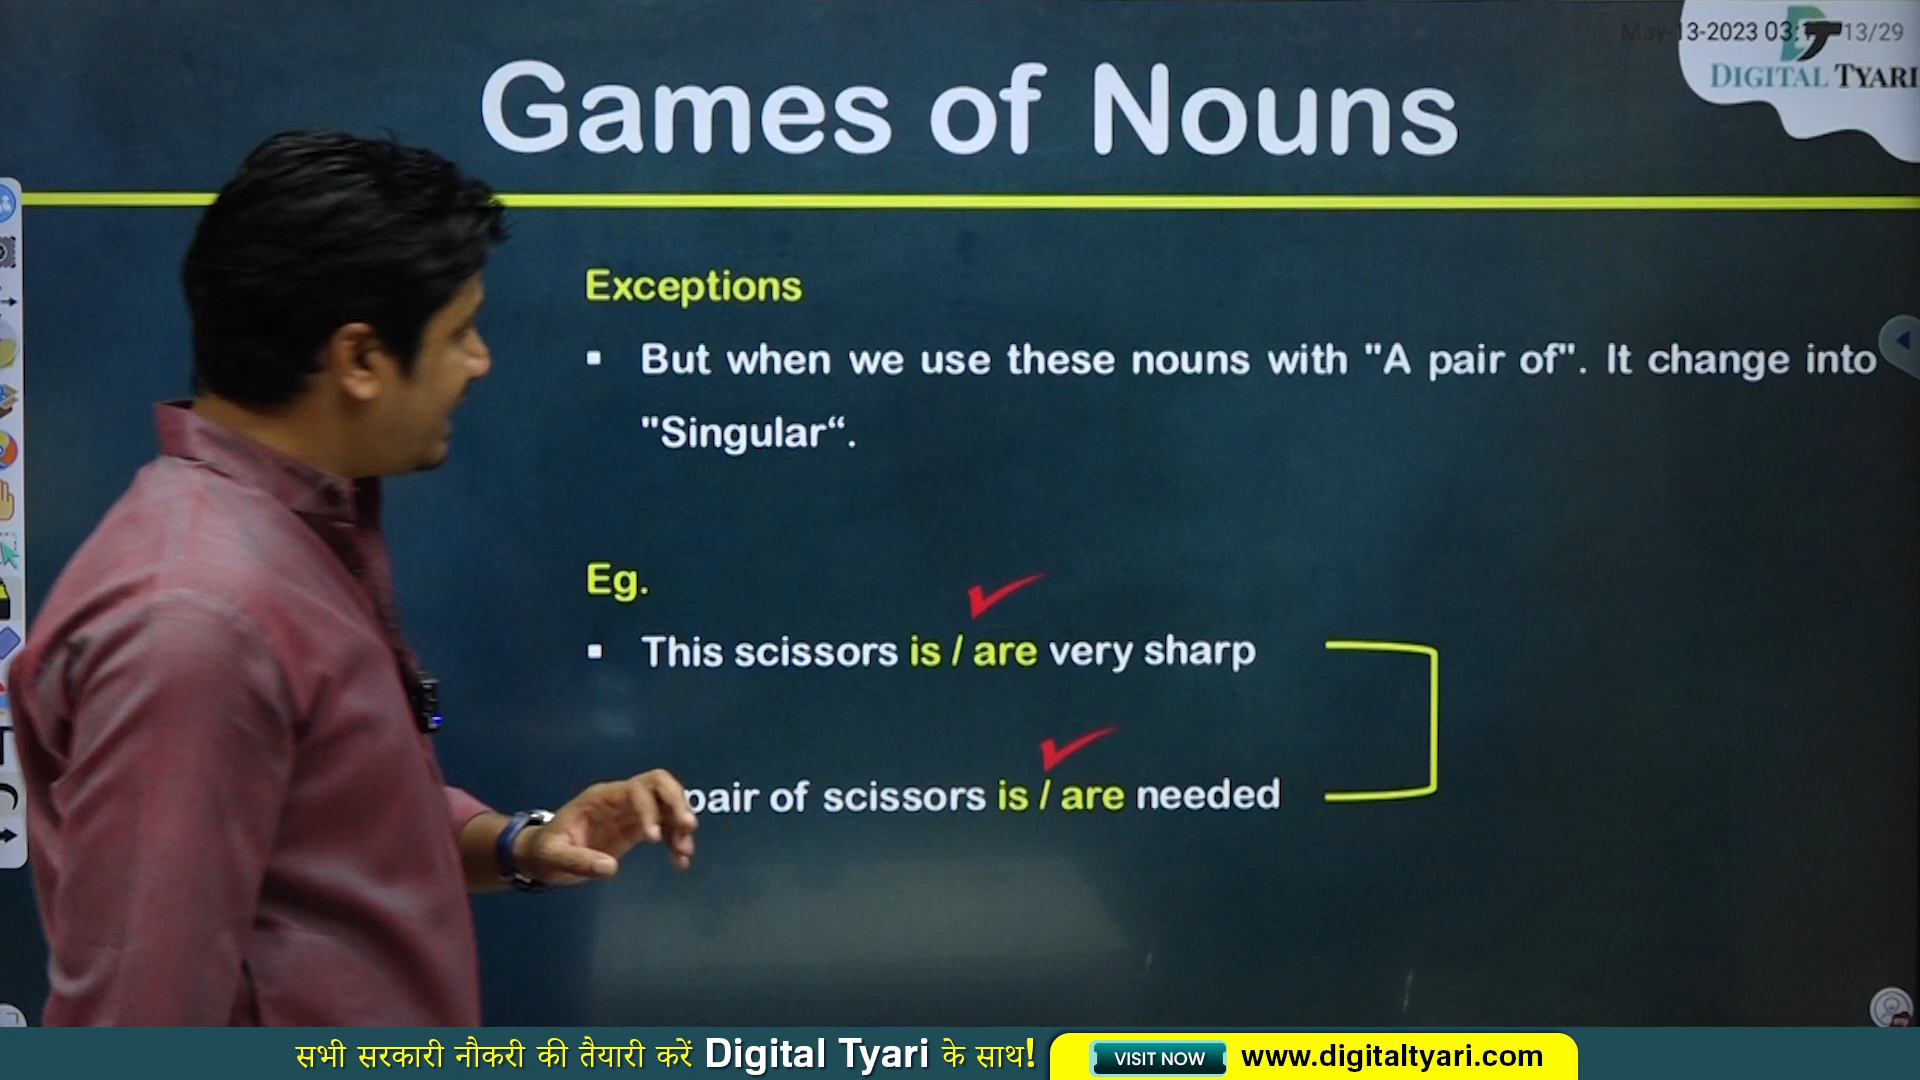 13-2023 03: 13/29
DIGITAL TYARI
Games of Nouns
Exceptions
▪ But when we use these nouns with "A pair of". It change into
"Singular“.
Eg.
▪ This scissors is / are very sharp
pair of scissors is / are needed
सभी सरकारी नौकरी की तैयारी करें Digital Tyari के साथ! VISIT NOW www.digitaltyari.com